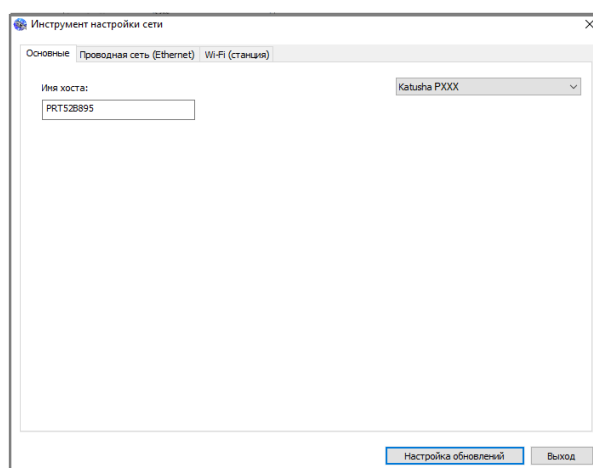 Инструмент настройки сети
Основные Проводная сеть (Ethernet) Wi-Fi (станция)
Имя хоста: Katusha PXXX
PRT52B895
Настройка обновлений Выход